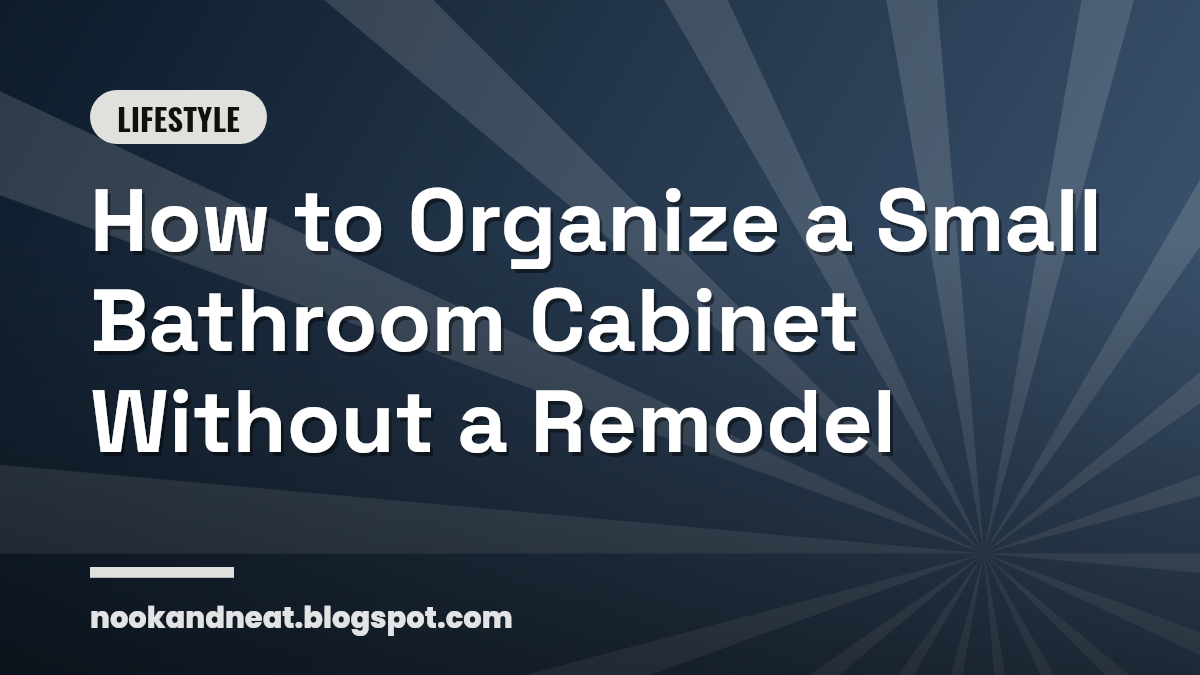 LIFESTYLE
How to Organize a Small
Bathroom Cabinet
Without a Remodel
nookandneat.blogspot.com